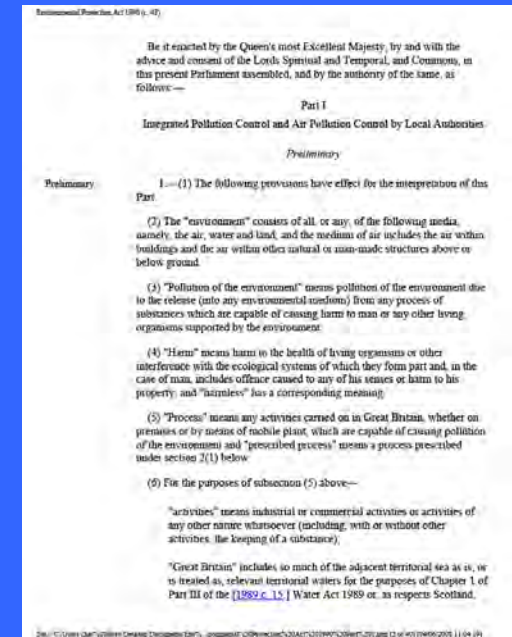 Environmental Protection Act 1990 (c. 43)
Be it enacted by the Queen's most Excellent Majesty, by and with the
advice and consent of the Lords Spiritual and Temporal, and Commons, in
this present Parliament assembled, and by the authority of the same, as
follows:—
Part I
Integrated Pollution Control and Air Pollution Control by Local Authorities
Preliminary
Preliminary.
1.—(1) The following provisions have effect for the interpretation of this
Part.
(2) The "environment" consists of all, or any, of the following media,
namely, the air, water and land; and the medium of air includes the air within
buildings and the air within other natural or man-made structures above or
below ground.
(3) "Pollution of the environment" means pollution of the environment due
to the release (into any environmental medium) from any process of
substances which are capable of causing harm to man or any other living
organisms supported by the environment.
(4) "Harm" means harm to the health of living organisms or other
interference with the ecological systems of which they form part and, in the
case of man, includes offence caused to any of his senses or harm to his
property; and "harmless" has a corresponding meaning.
(5) "Process" means any activities carried on in Great Britain, whether on
premises or by means of mobile plant, which are capable of causing pollution
of the environment and "prescribed process" means a process prescribed
under section 2(1) below.
(6) For the purposes of subsection (5) above—
"activities" means industrial or commercial activities or activities of
any other nature whatsoever (including, with or without other
activities, the keeping of a substance);
"Great Britain" includes so much of the adjacent territorial sea as is, or
is treated as, relevant territorial waters for the purposes of Chapter 1 of
Part III of the [1989 c. 15.] Water Act 1989 or, as respects Scotland,